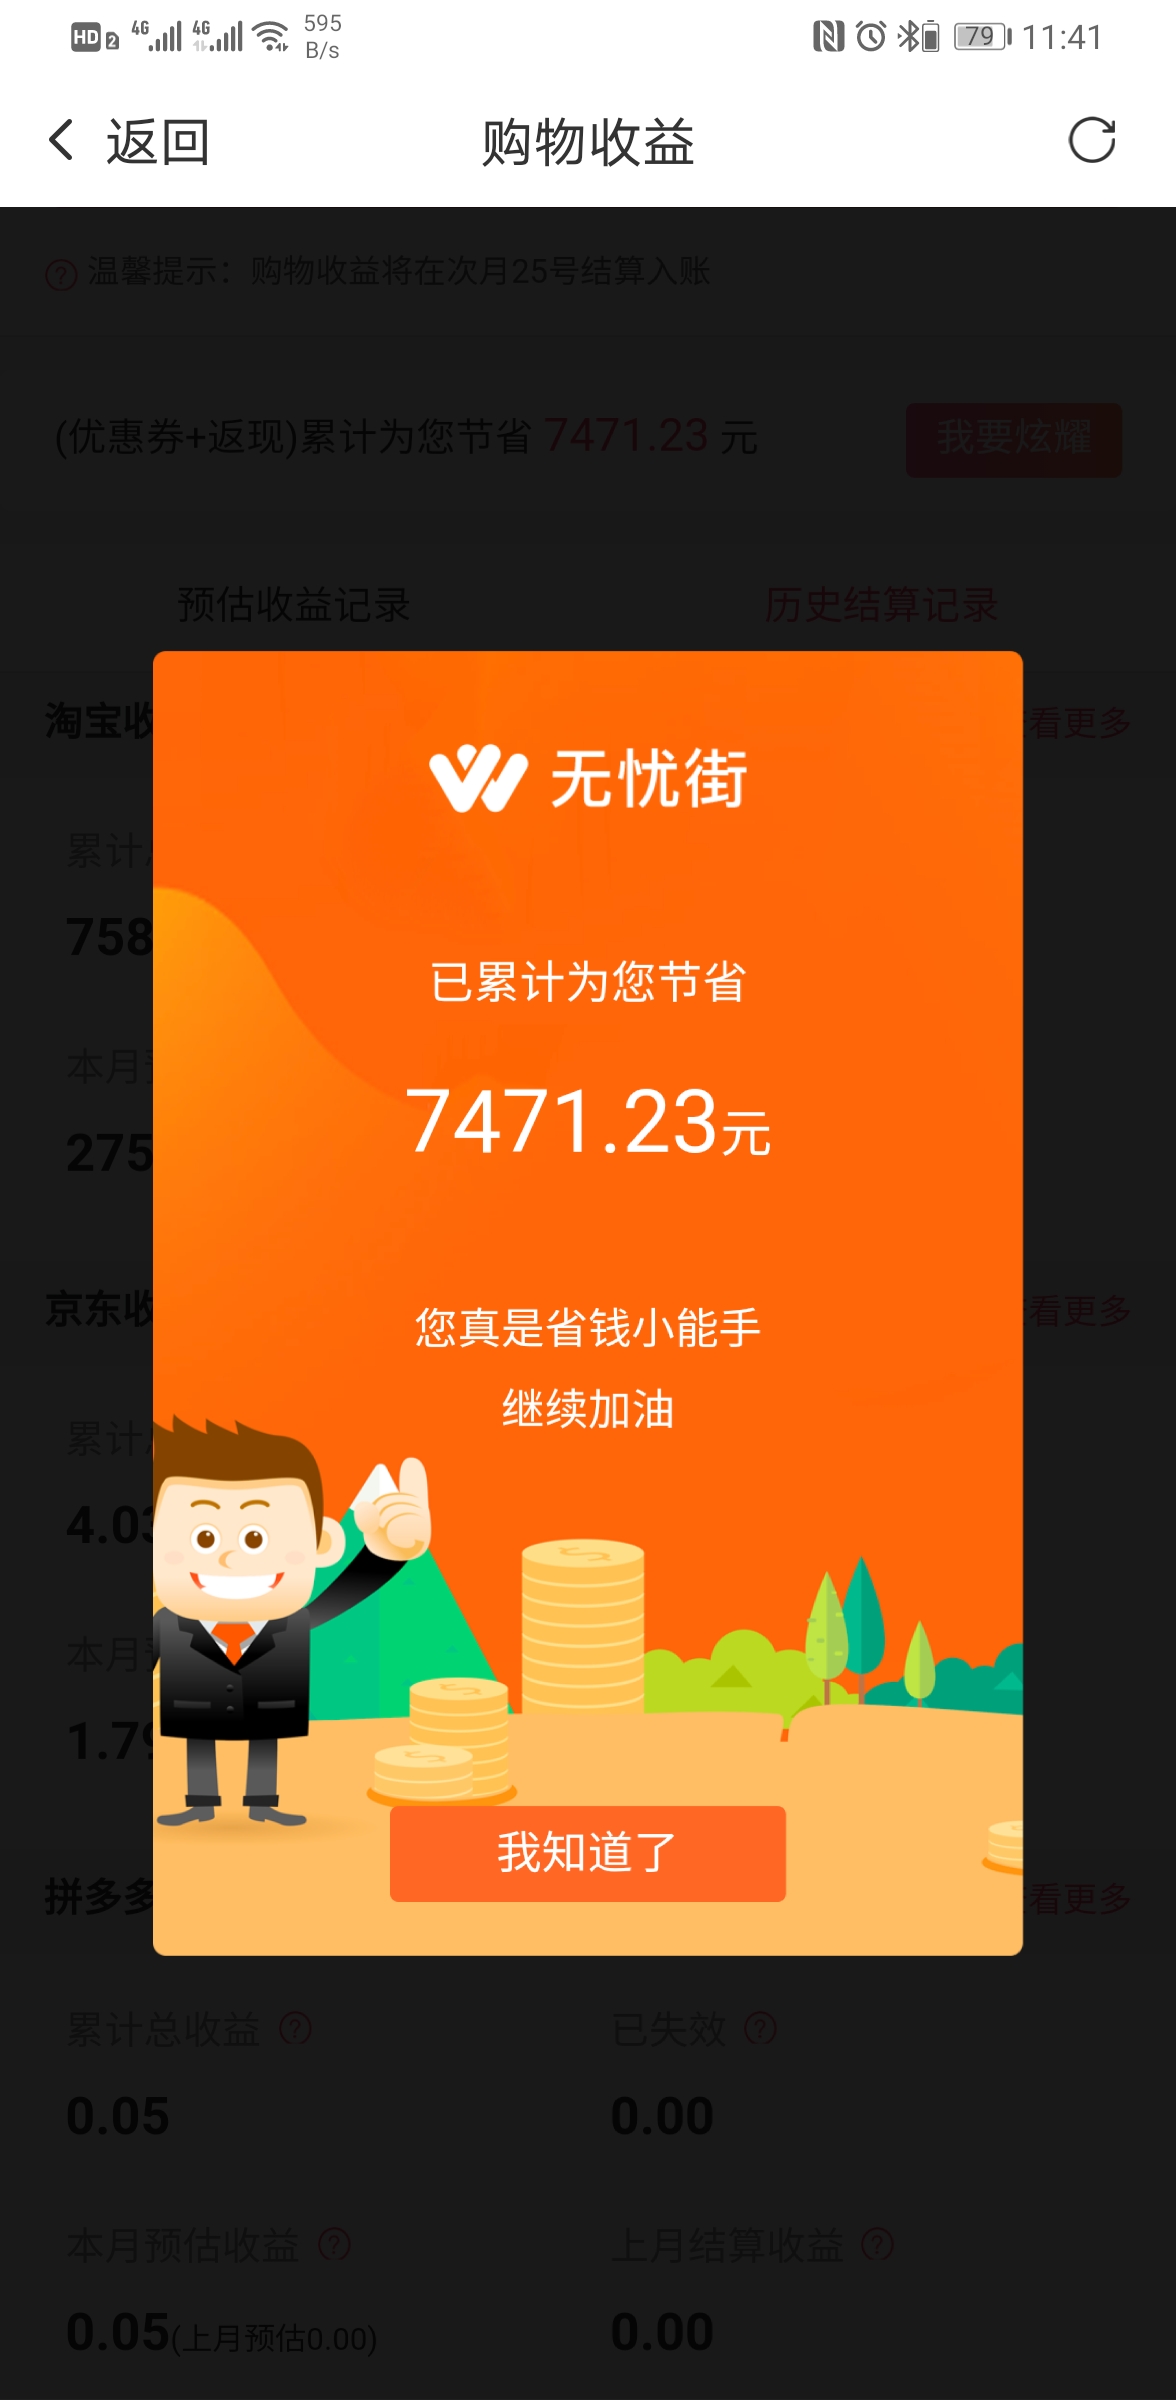 HD 2 4G 4G 595 B/s 79 11:41
返回 购物收益
温馨提示：购物收益将在次月25号结算入账
(优惠券+返现)累计为您节省 7471.23 元 我要炫耀
预估收益记录 历史结算记录
淘宝收 看更多
无忧街
累计
758
已累计为您节省
本月
7471.23元
275
京东收 看更多
您真是省钱小能手
继续加油
累计
4.03
本月
1.79
我知道了
拼多多 看更多
累计总收益 ? 已失效 ?
0.05 0.00
本月预估收益 ? 上月结算收益 ?
0.05(上月预估0.00) 0.00